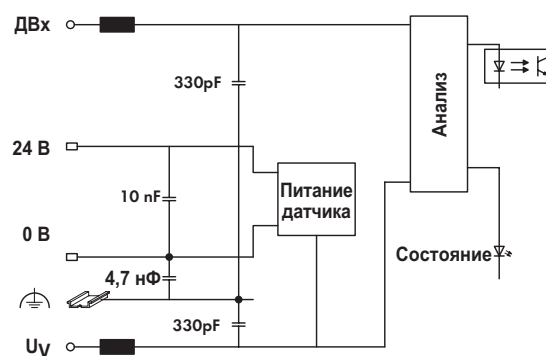 ДВх
330pF
Анализ
24 В
10 nF
Питание
датчика
0 В
4,7 нФ
Состояние
330pF
UV